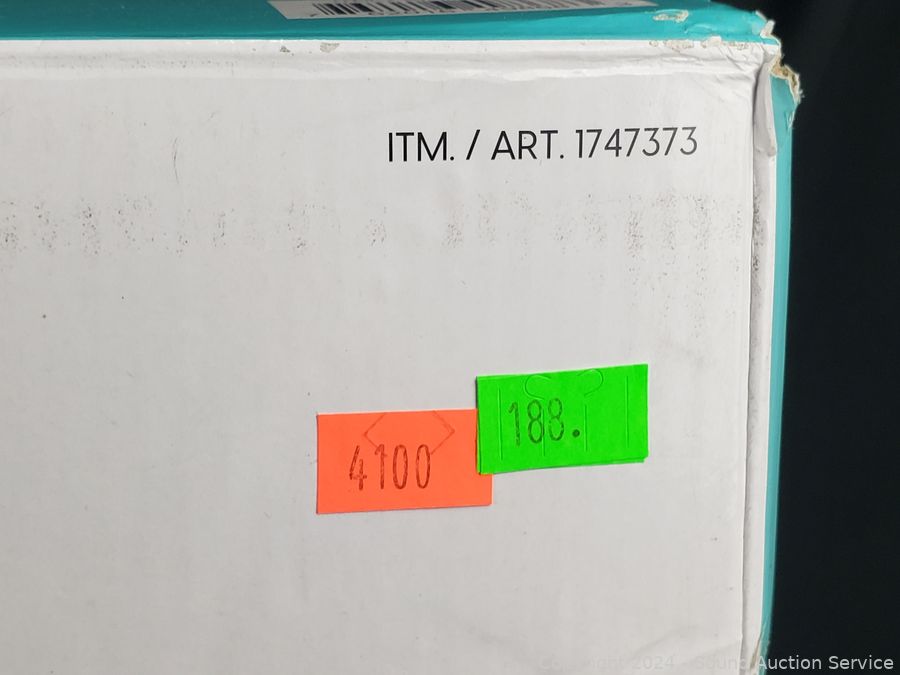 ITM. / ART. 1747373
188.
4100
Copyright 2024 - Sound Auction Service